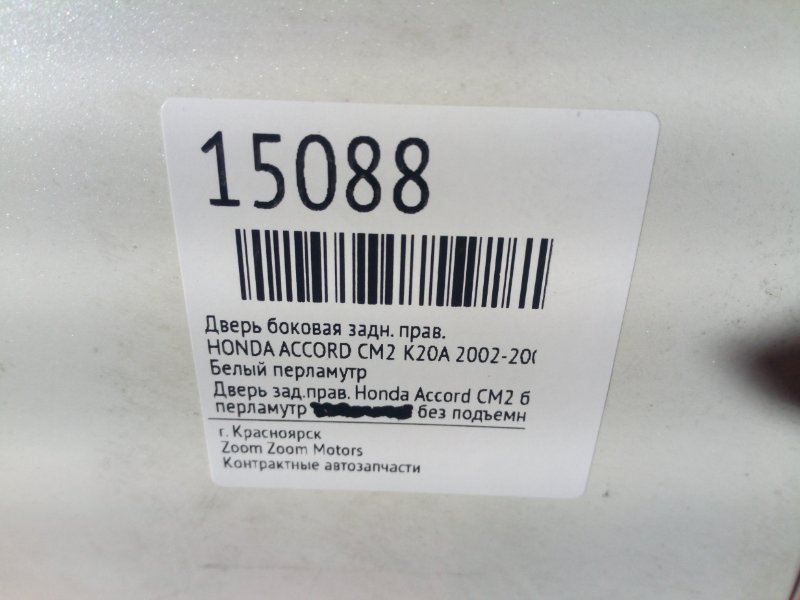 15088
Дверь боковая задн. прав.
HONDA ACCORD CM2 K20A 2002-200
Белый перламутр
Дверь зад.прав. Honda Accord CM2 б
перламутр без подъемн
г. Красноярск
Zoom Zoom Motors
Контрактные автозапчасти